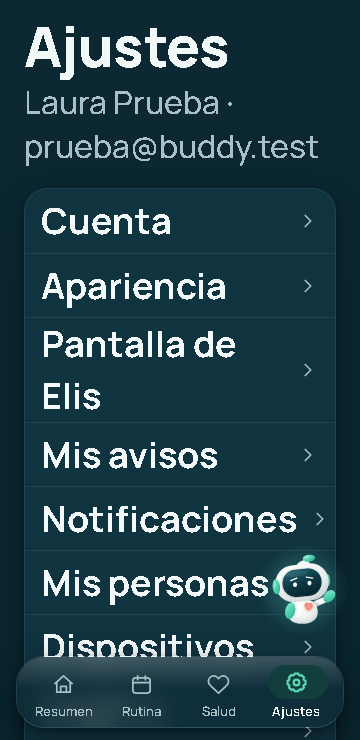 Ajustes
Laura Prueba ·
prueba@buddy.test
Cuenta
Apariencia
Pantalla de
Elis
Mis avisos
Notificaciones
Mis personas
Dispositivos
Resumen
Rutina
Salud
Ajustes